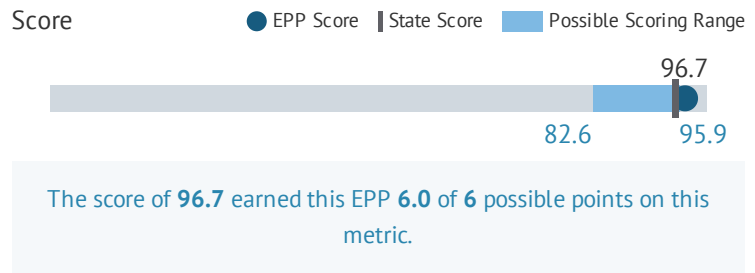 Score EPP Score State Score Possible Scoring Range
96.7
82.6 95.9
The score of 96.7 earned this EPP 6.0 of 6 possible points on this
metric.